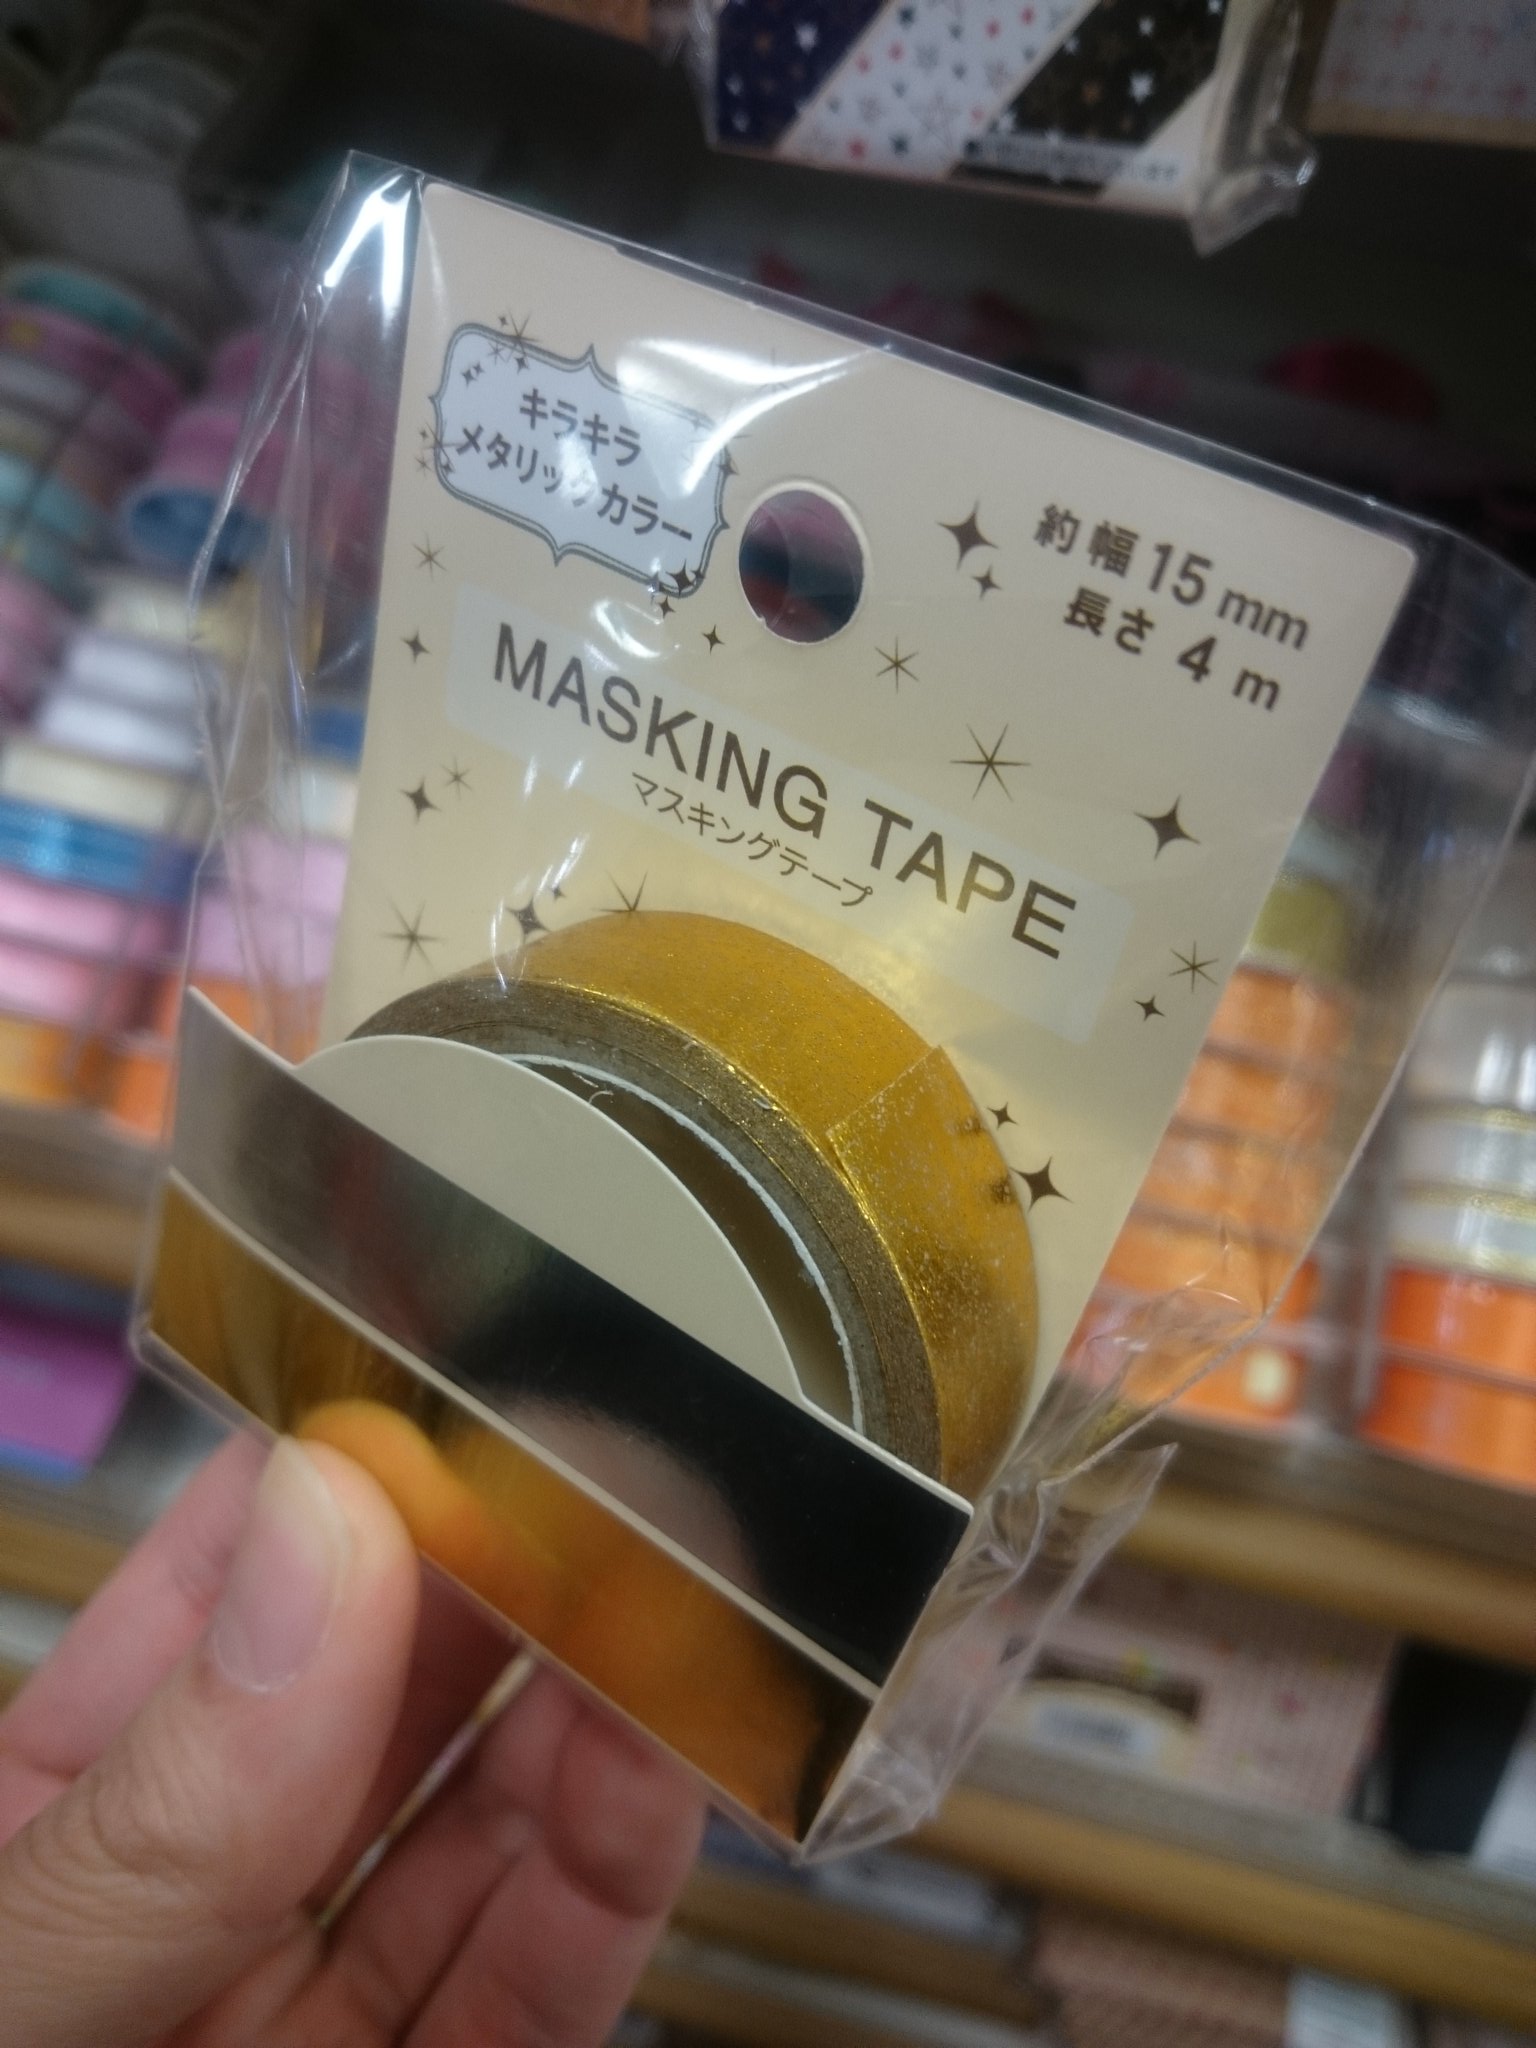 キラキラ
メタリックカラー
約幅 15 mm
長さ 4 m
MASKING TAPE
マスキングテープ